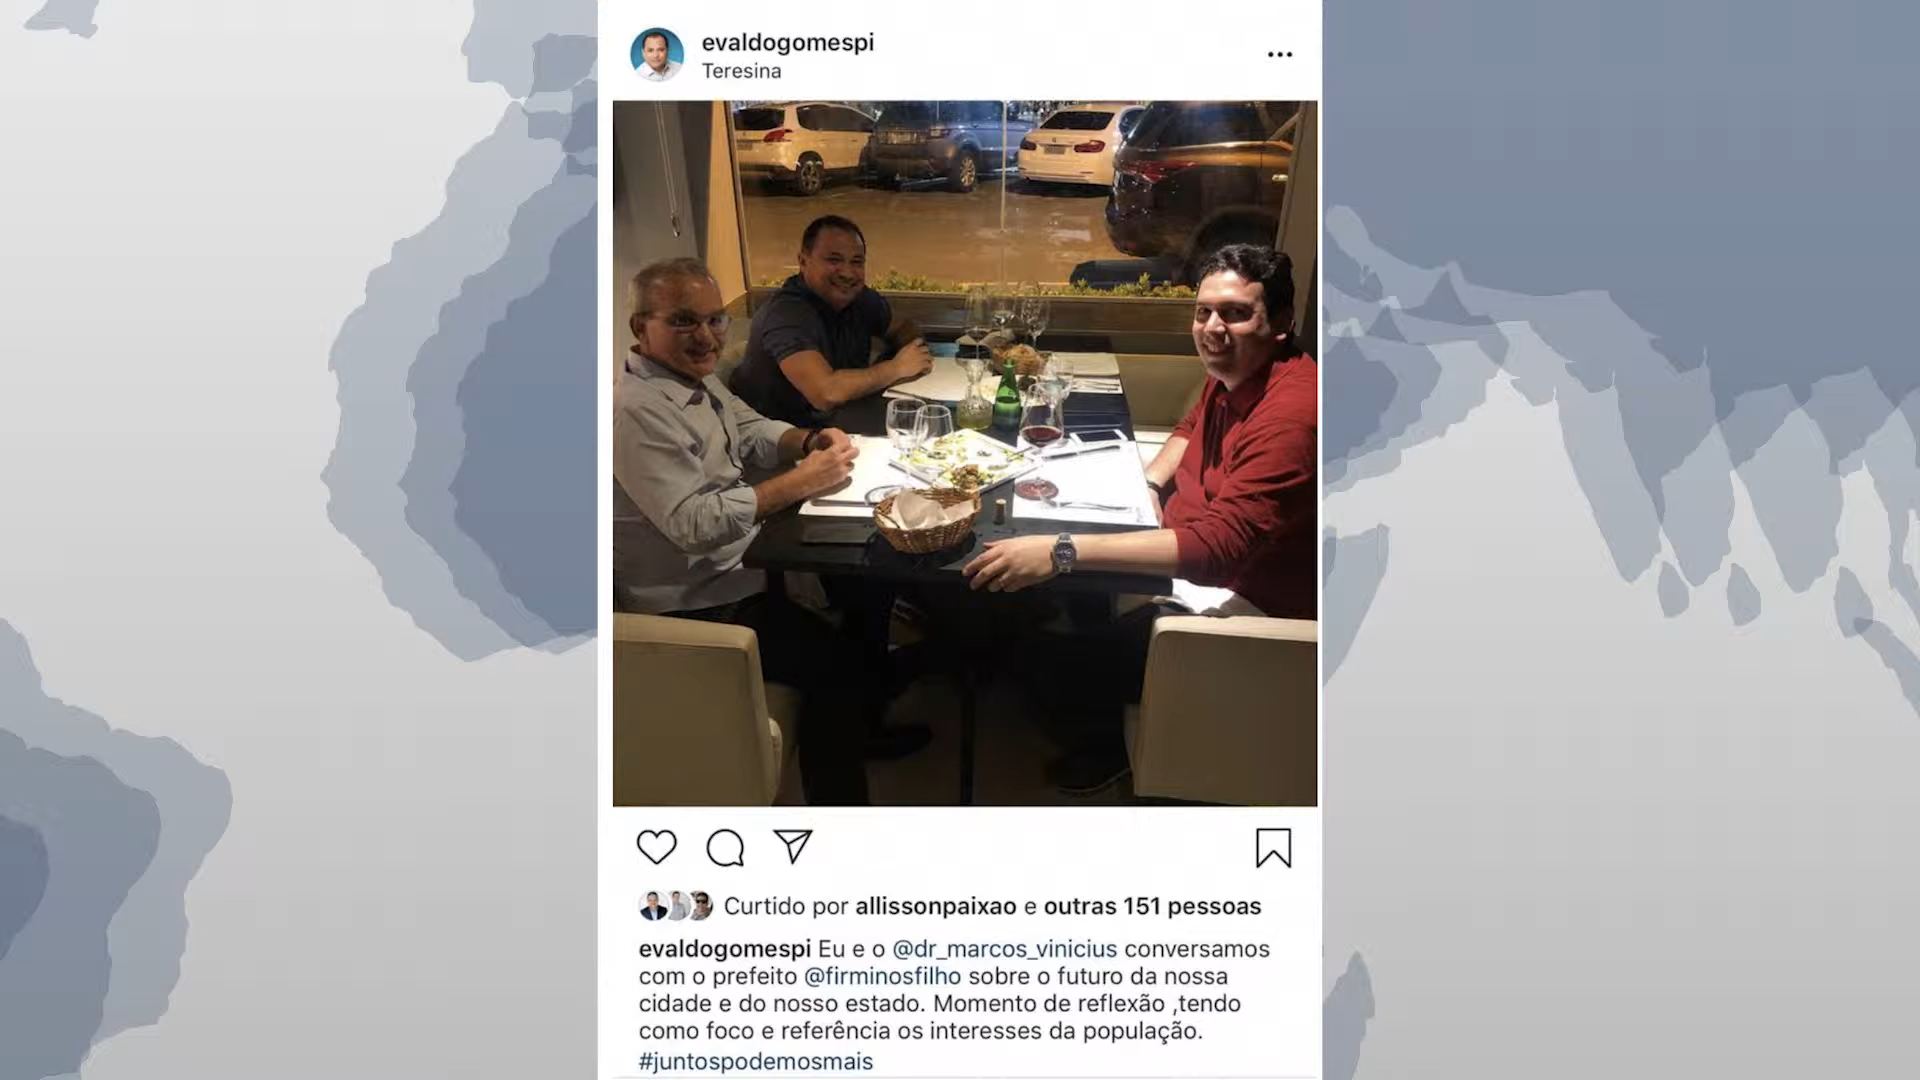 evaldogomespi
Teresina
Curtido por allissonpaixao e outras 151 pessoas
evaldogomespi Eu e o @dr_marcos_vinicius conversamos
com o prefeito @firminosfilho sobre o futuro da nossa
cidade e do nosso estado. Momento de reflexão ,tendo
como foco e referência os interesses da população.
#juntospodemosmais